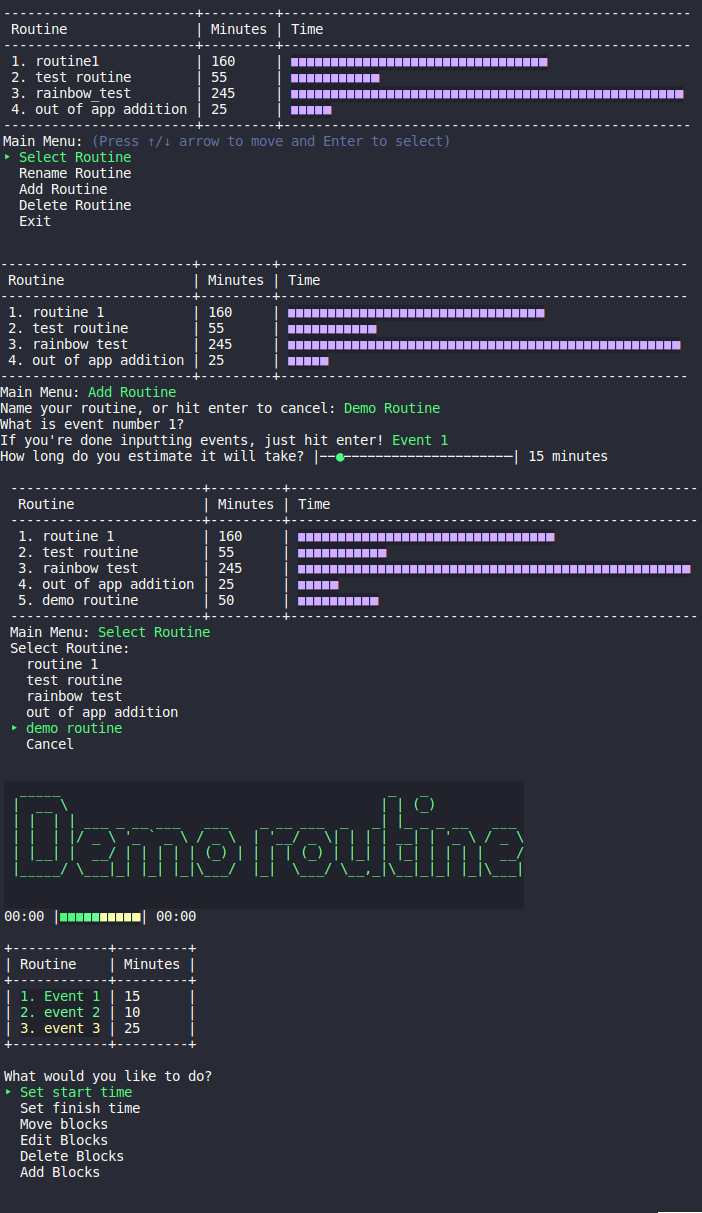 ------------------------+---------+---------------------------------------------------
 Routine                | Minutes | Time
------------------------+---------+---------------------------------------------------
 1. routine1            | 160     | ■■■■■■■■■■■■■■■■■■■■■■■■■■■■■■■■
 2. test routine        | 55      | ■■■■■■■■■■■
 3. rainbow_test        | 245     | ■■■■■■■■■■■■■■■■■■■■■■■■■■■■■■■■■■■■■■■■■■■■■■■■■
 4. out of app addition | 25      | ■■■■■
------------------------+---------+---------------------------------------------------
Main Menu: (Press ↑/↓ arrow to move and Enter to select)
‣ Select Routine
  Rename Routine
  Add Routine
  Delete Routine
  Exit
------------------------+---------+---------------------------------------------------
 Routine                | Minutes | Time
------------------------+---------+---------------------------------------------------
 1. routine 1           | 160     | ■■■■■■■■■■■■■■■■■■■■■■■■■■■■■■■■
 2. test routine        | 55      | ■■■■■■■■■■■
 3. rainbow test        | 245     | ■■■■■■■■■■■■■■■■■■■■■■■■■■■■■■■■■■■■■■■■■■■■■■■■■
 4. out of app addition | 25      | ■■■■■
------------------------+---------+---------------------------------------------------
Main Menu: Add Routine
Name your routine, or hit enter to cancel: Demo Routine
What is event number 1?
If you're done inputting events, just hit enter! Event 1
How long do you estimate it will take? |──●─────────────────────| 15 minutes
------------------------+---------+---------------------------------------------------
 Routine                | Minutes | Time
------------------------+---------+---------------------------------------------------
 1. routine 1           | 160     | ■■■■■■■■■■■■■■■■■■■■■■■■■■■■■■■■
 2. test routine        | 55      | ■■■■■■■■■■■
 3. rainbow test        | 245     | ■■■■■■■■■■■■■■■■■■■■■■■■■■■■■■■■■■■■■■■■■■■■■■■■■
 4. out of app addition | 25      | ■■■■■
 5. demo routine        | 50      | ■■■■■■■■■■
------------------------+---------+---------------------------------------------------
Main Menu: Select Routine
Select Routine:
  routine 1
  test routine
  rainbow test
  out of app addition
‣ demo routine
  Cancel
Demo routine
00:00 |■■■■■■■■■■| 00:00
+------------+---------+
| Routine    | Minutes |
+------------+---------+
| 1. Event 1 | 15      |
| 2. event 2 | 10      |
| 3. event 3 | 25      |
+------------+---------+
What would you like to do?
‣ Set start time
  Set finish time
  Move blocks
  Edit Blocks
  Delete Blocks
  Add Blocks